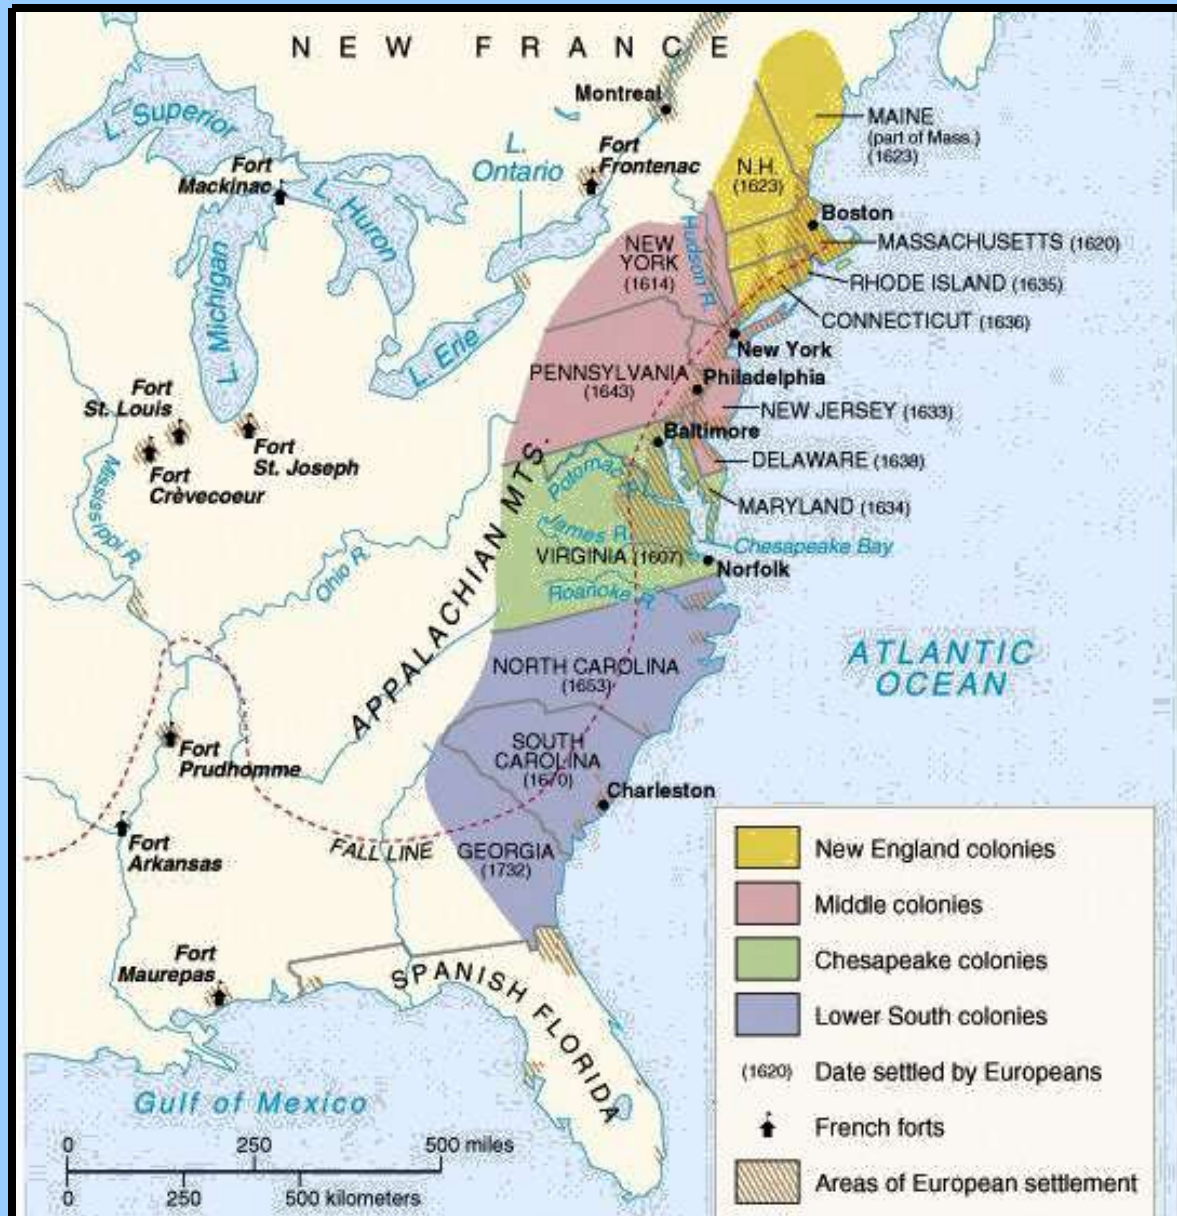 NEW FRANCE
Montreal
L. Superior
Fort
Mackinac
L. Huron
L. Michigan
L.
Ontario
Fort
Frontenac
L. Erie
MAINE
(part of Mass.)
(1623)
N.H.
(1623)
Boston
MASSACHUSETTS (1620)
RHODE ISLAND (1635)
CONNECTICUT (1636)
NEW
YORK
(1614)
Hudson R.
New York
PENNSYLVANIA
(1643)
Philadelphia
NEW JERSEY (1633)
Baltimore
DELAWARE (1638)
MARYLAND (1634)
Potomac R.
James R.
Chesapeake Bay
VIRGINIA (1607)
Norfolk
Roanoke R.
Fort
St. Louis
Fort
Crèvecoeur
Fort
St. Joseph
Mississippi R.
Ohio R.
APPALACHIAN MTS.
NORTH CAROLINA
(1653)
ATLANTIC
OCEAN
SOUTH
CAROLINA
(1670)
Charleston
Fort
Prudhomme
Fort
Arkansas
FALL LINE
GEORGIA
(1732)
Fort
Maurepas
SPANISH FLORIDA
Gulf of Mexico
0 250 500 miles
0 250 500 kilometers
New England colonies
Middle colonies
Chesapeake colonies
Lower South colonies
(1620) Date settled by Europeans
French forts
Areas of European settlement